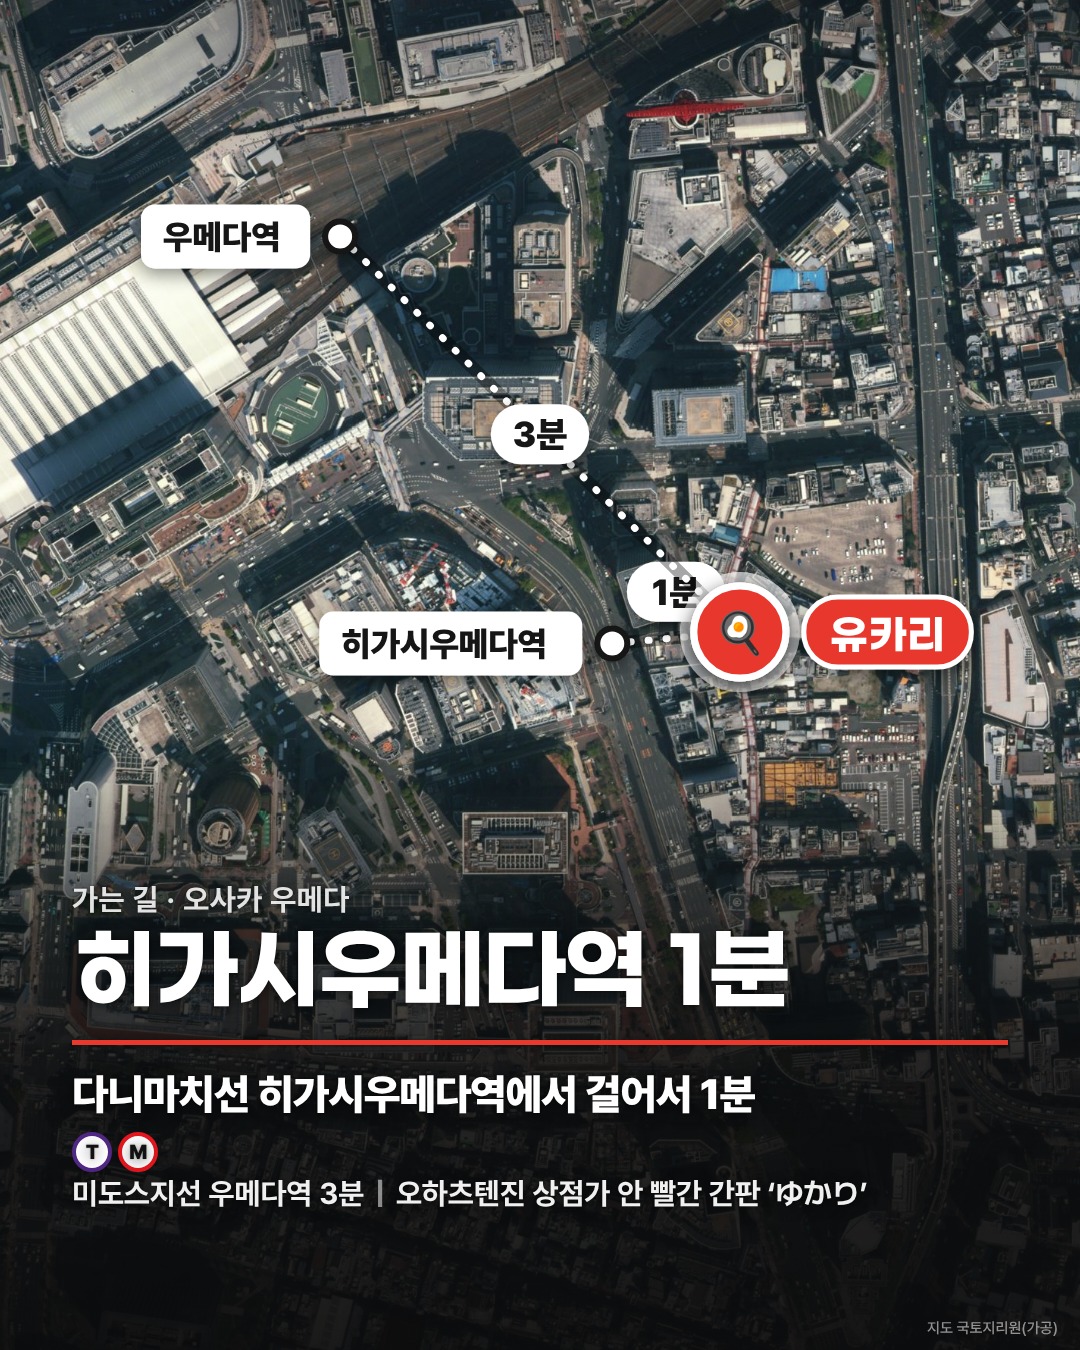 우메다역
3분
1분
히가시우메다역
유카리
가는 길 · 오사카 우메다
히가시우메다역 1분
다니마치선 히가시우메다역에서 걸어서 1분
T M
미도스지선 우메다역 3분 | 오하츠텐진 상점가 안 빨간 간판 ‘ゆかり’
지도 국토지리원(가공)